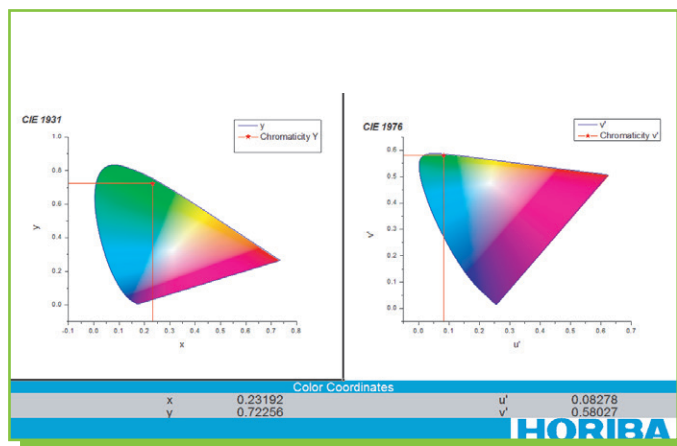 CIE 1931
y
Chromaticity Y
1.0
0.8
0.6
0.4
0.2
0.0
y
-0.1 0.0 0.1 0.2 0.3 0.4 0.5 0.6 0.7 0.8
x
CIE 1976
v'
Chromaticity v'
0.6
0.5
0.4
0.3
0.2
0.1
0.0
v'
0.0 0.1 0.2 0.3 0.4 0.5 0.6 0.7
u'
Color Coordinates
x 0.23192 u' 0.08278
y 0.72256 v' 0.58027
HORIBA